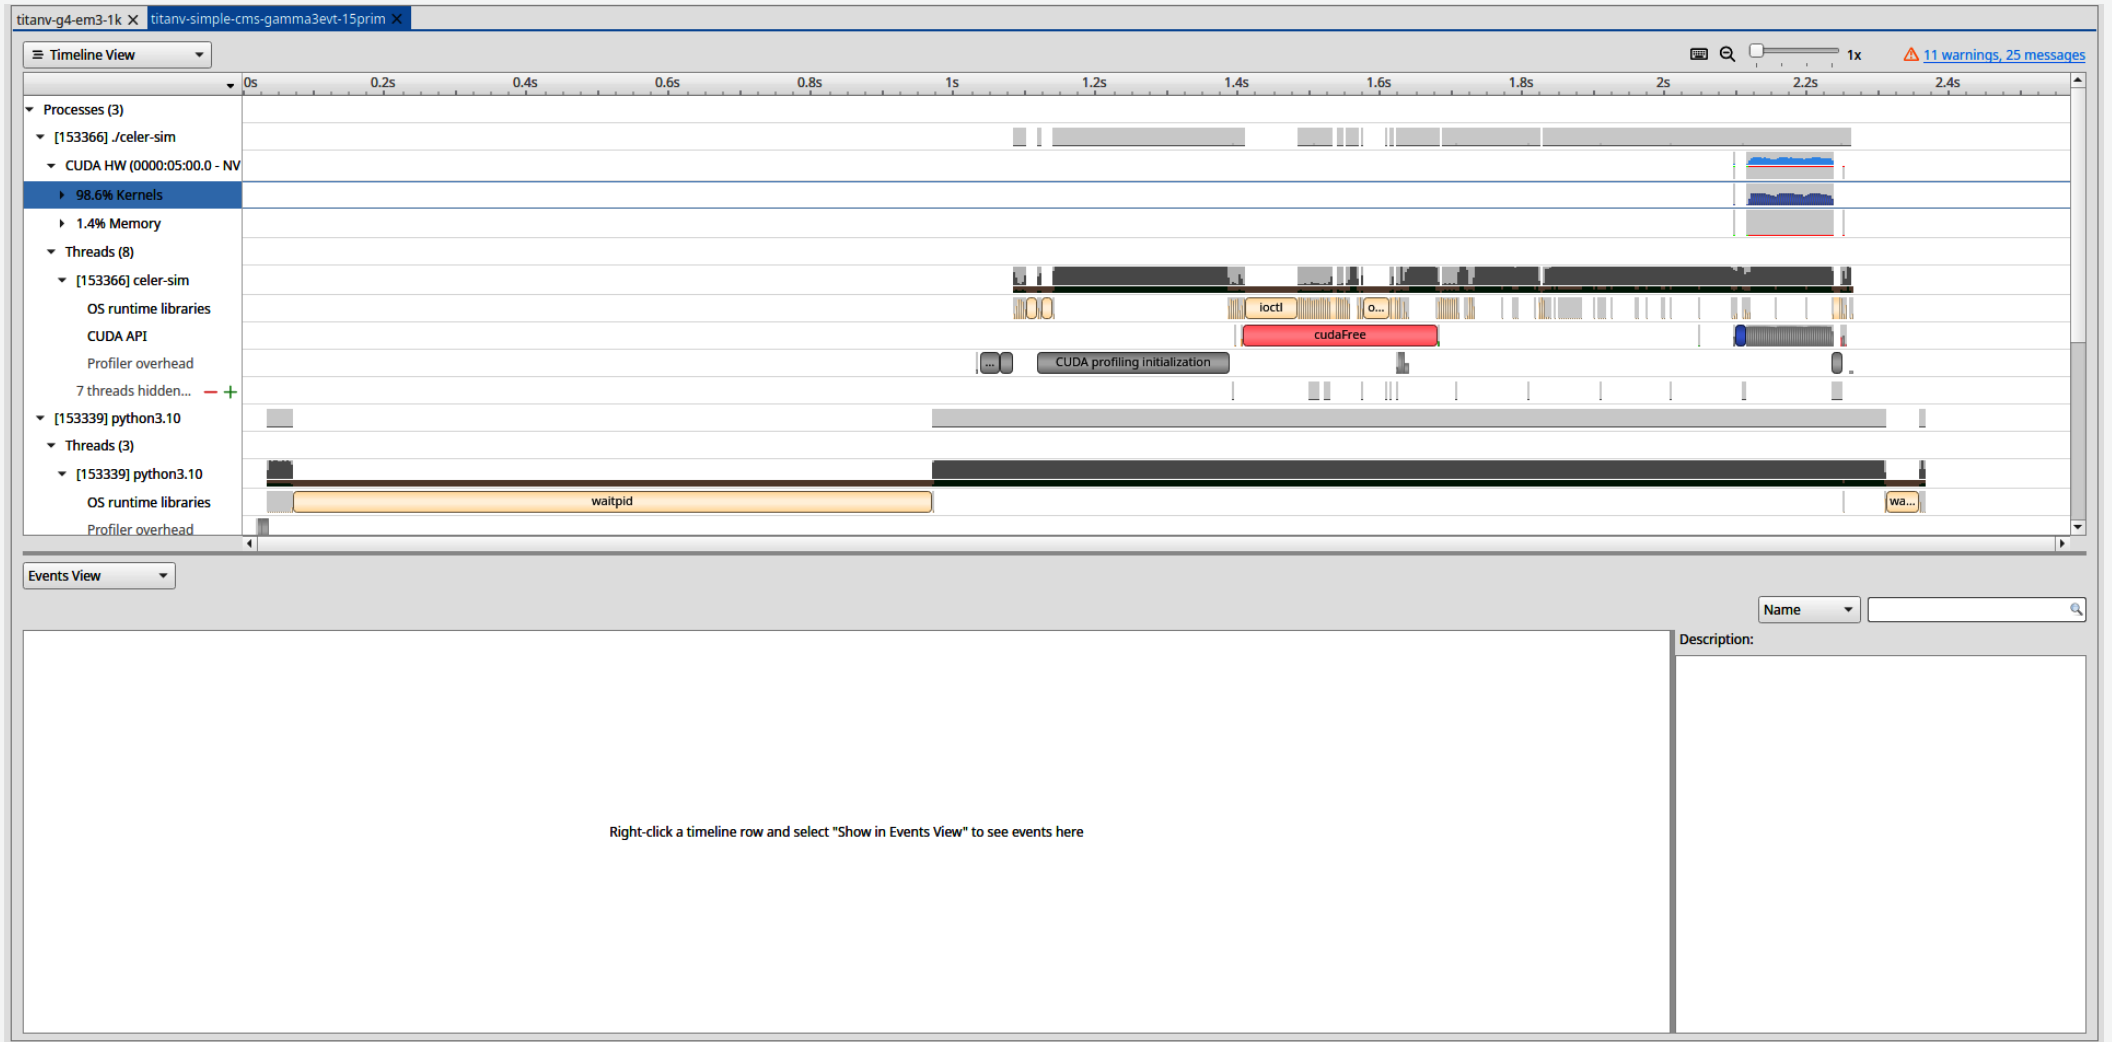 titanv-g4-em3-1k titanv-simple-cms-gamma3evt-15prim
Timeline View 1x 11 warnings, 25 messages
0s 0.2s 0.4s 0.6s 0.8s 1s 1.2s 1.4s 1.6s 1.8s 2s 2.2s 2.4s
Processes (3)
[153366] ./celer-sim
CUDA HW (0000:05:00.0 - NV
98.6% Kernels
1.4% Memory
Threads (8)
[153366] celer-sim
OS runtime libraries ioctl o...
CUDA API cudaFree
Profiler overhead ... CUDA profiling initialization
7 threads hidden...
[153339] python3.10
Threads (3)
[153339] python3.10
OS runtime libraries waitpid wa...
Profiler overhead
Events View
Name
Description:
Right-click a timeline row and select "Show in Events View" to see events here